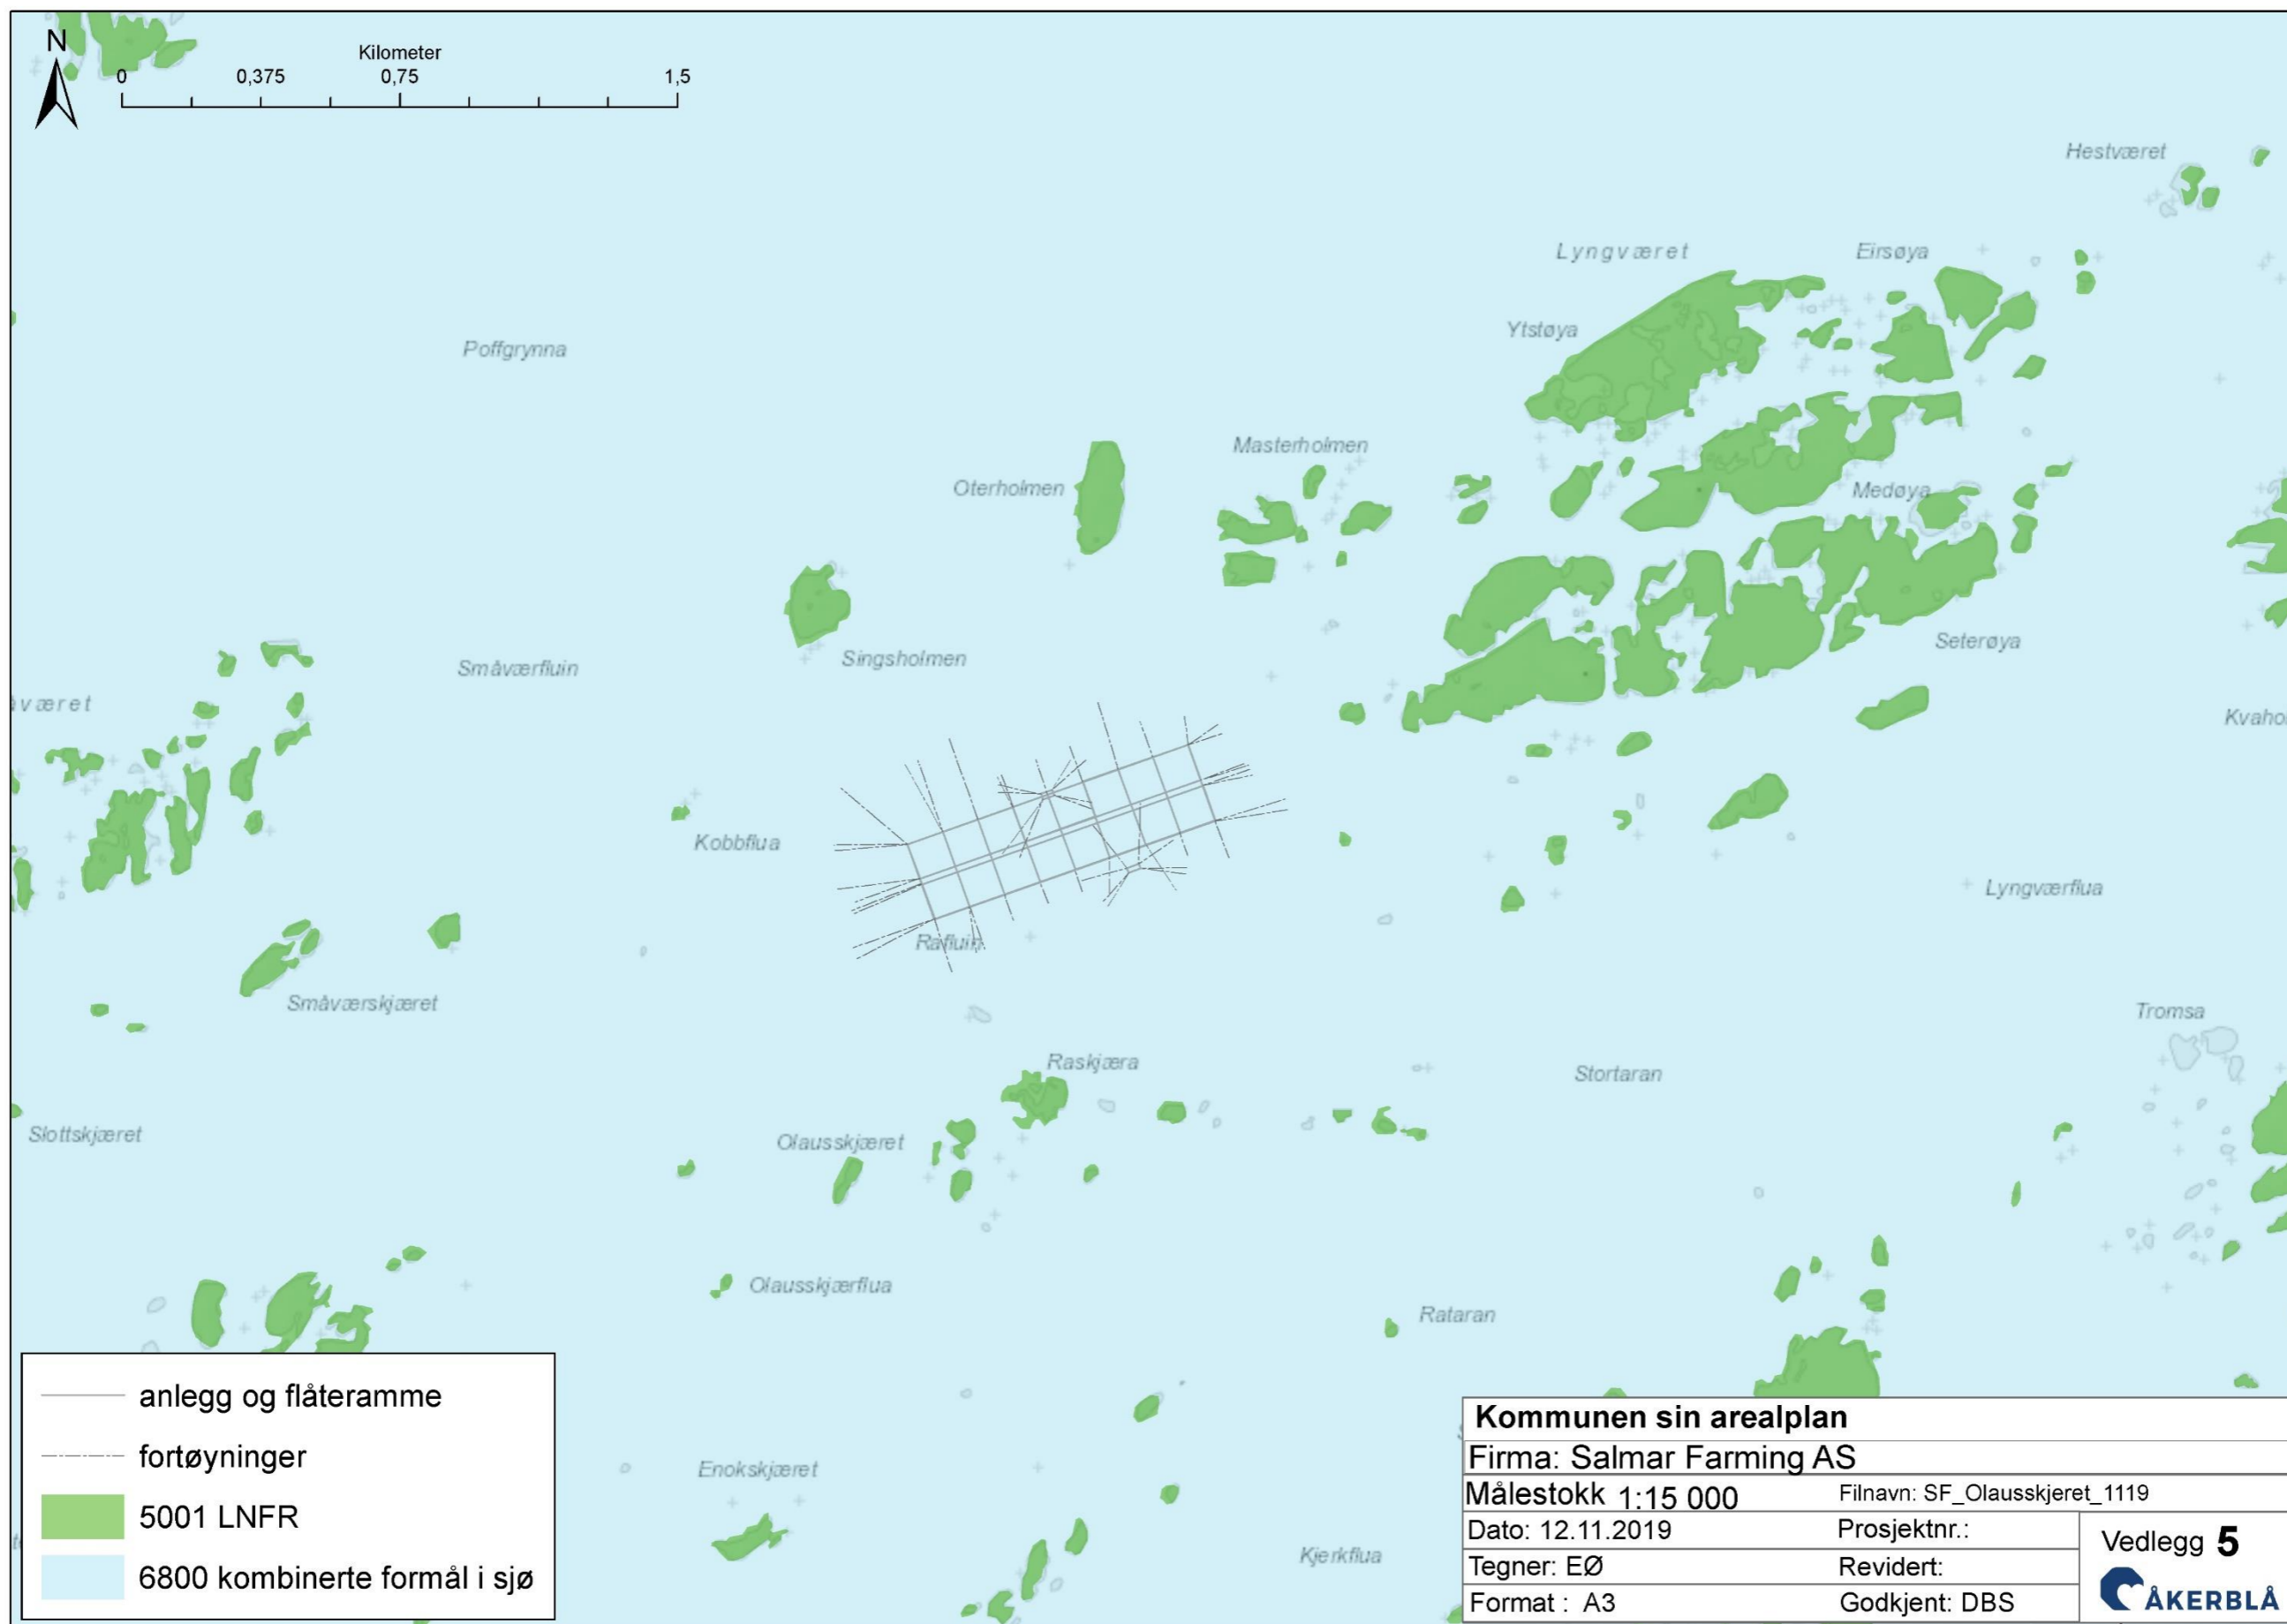 N
Kilometer
0 0,375 0,75 1,5
Hestværet
Lyngværet
Eirsøya
Ytstøya
Poffgrynna
Masterholmen
Oterholmen
Medøya
Seterøya
Singsholmen
Småværfluin
været
Kvaho
Kobbflua
Lyngværflua
Rafluin
Småværskjæret
Tromsa
Raskjæra
Stortaran
Slottskjæret
Olausskjæret
Olausskjærflua
Rataran
Enokskjæret
Kjerkflua
anlegg og flåteramme
fortøyninger
5001 LNFR
6800 kombinerte formål i sjø
Kommunen sin arealplan
Firma: Salmar Farming AS
Målestokk 1:15 000 Filnavn: SF_Olausskjeret_1119
Dato: 12.11.2019 Prosjektnr.:
Tegner: EØ Revidert:
Format : A3 Godkjent: DBS
Vedlegg 5
ÅKERBLÅ